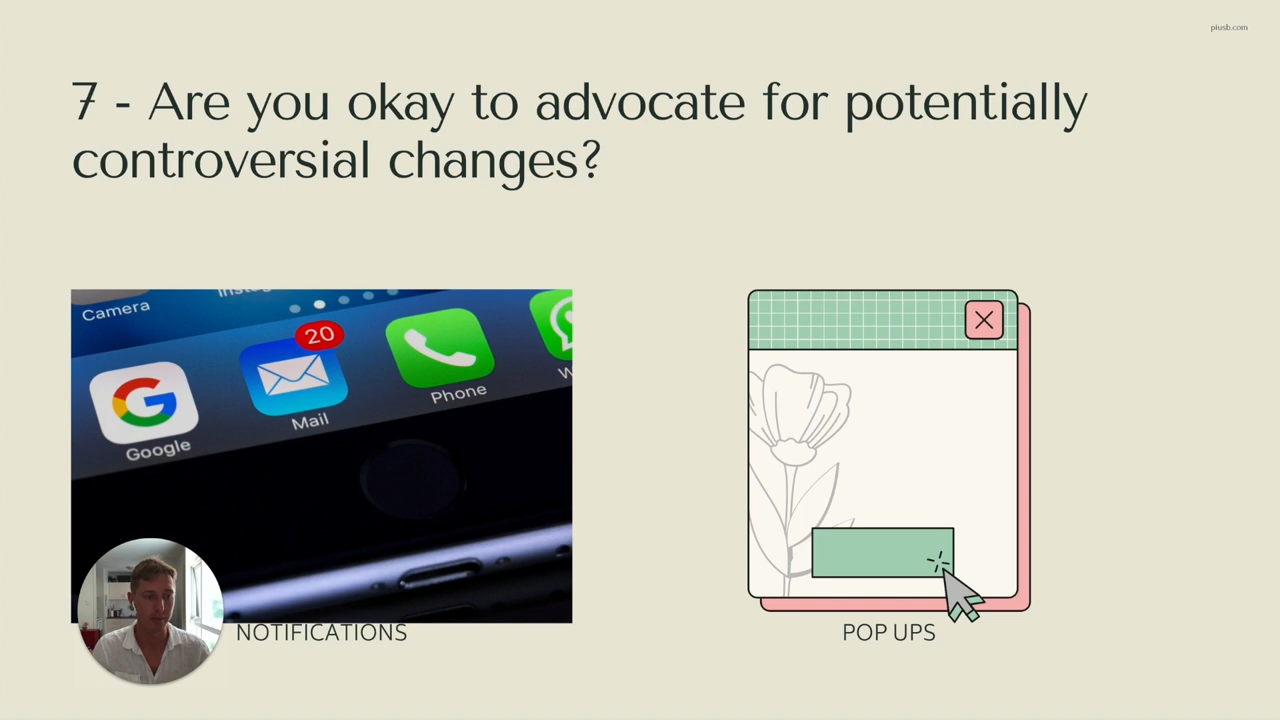 piusb.com
7 - Are you okay to advocate for potentially
controversial changes?
Camera
20
Google
Mail
Phone
W
NOTIFICATIONS
POP UPS